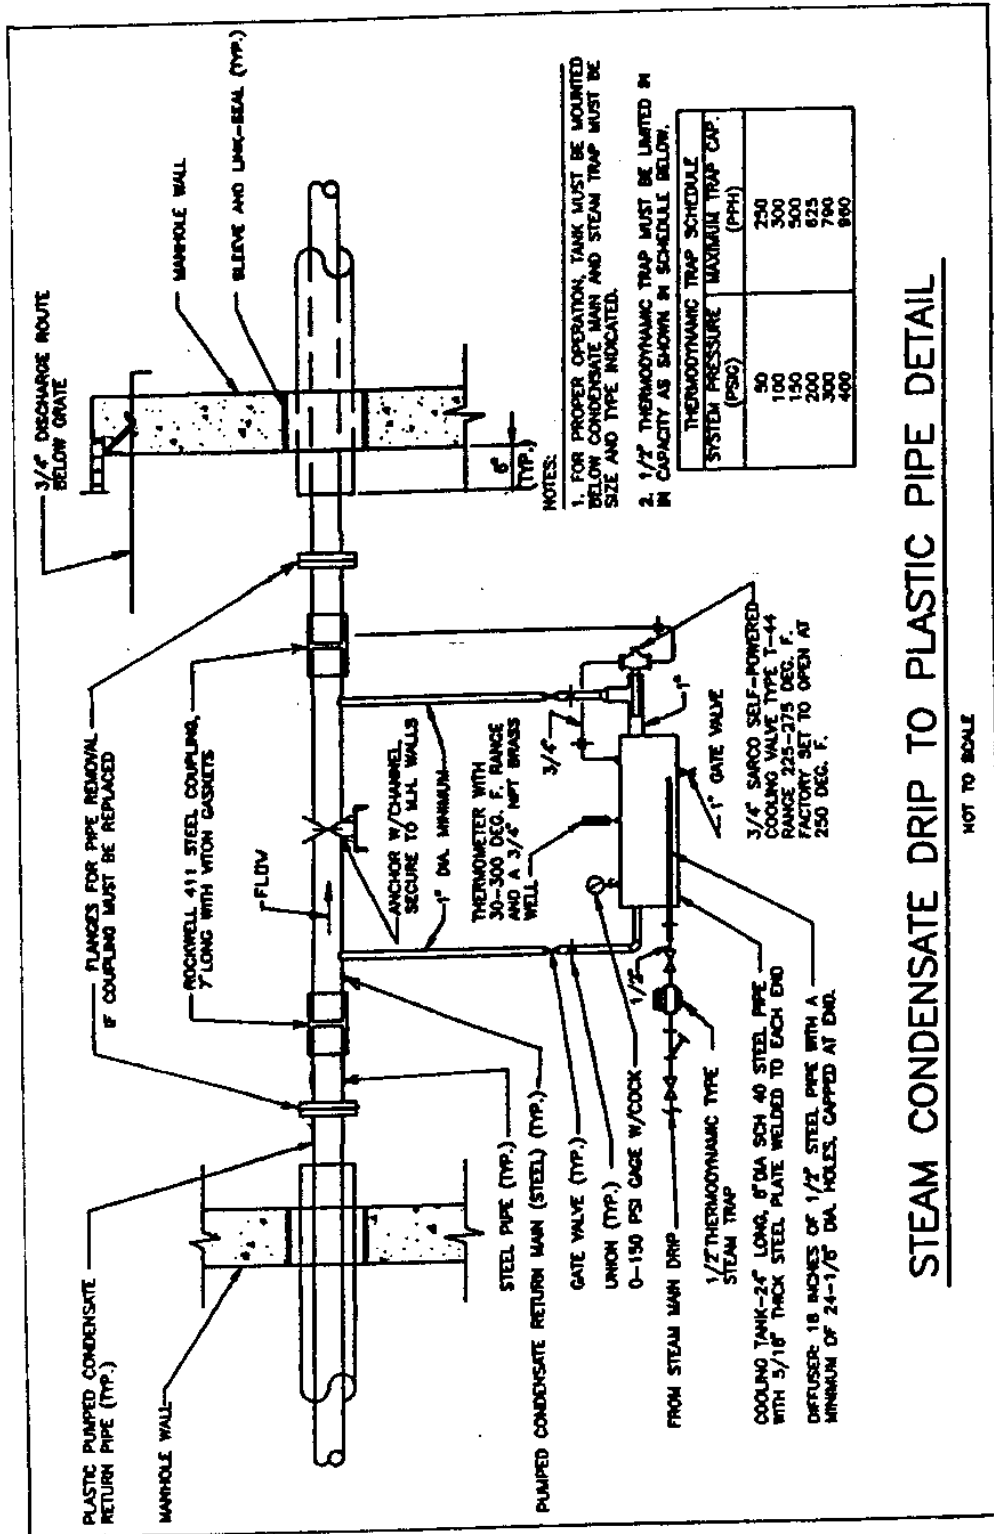 PLASTIC PUMPED CONDENSATE
RETURN PIPE (TYP.)
MANHOLE WALL
FLANGES FOR PIPE REMOVAL
IF COUPLING MUST BE REPLACED
ROCKWELL 411 STEEL COUPLING,
7" LONG WITH VITON GASKETS
FLOW
3/4" DISCHARGE ROUTE
BELOW GRATE
MANHOLE WALL
SLEEVE AND LINK-SEAL (TYP.)
6"
(TYP.)
ANCHOR W/CHANNEL
SECURE TO M.H. WALLS
1" DIA. MINIMUM
STEEL PIPE (TYP.)
PUMPED CONDENSATE RETURN MAIN (STEEL) (TYP.)
GATE VALVE (TYP.)
UNION (TYP.)
0-150 PSI GAGE W/COCK
THERMOMETER WITH
30-300 DEG. F. RANGE
AND A 3/4" NPT BRASS
WELL
3/4"
1/2"
1"
FROM STEAM MAIN DRIP
1/2" THERMODYNAMIC TYPE
STEAM TRAP
1" GATE VALVE
3/4" SARCO SELF-POWERED
COOLING VALVE TYPE T-44
RANGE 225-275 DEG. F.
FACTORY SET TO OPEN AT
250 DEG. F.
COOLING TANK-24" LONG, 8" DIA SCH 40 STEEL PIPE
WITH 5/16" THICK STEEL PLATE WELDED TO EACH END
DIFFUSER: 18 INCHES OF 1/2" STEEL PIPE WITH A
MINIMUM OF 24-1/8" DIA. HOLES, CAPPED AT END.
NOTES:
1. FOR PROPER OPERATION, TANK MUST BE MOUNTED
BELOW CONDENSATE MAIN AND STEAM TRAP MUST BE
SIZE AND TYPE INDICATED.
2. 1/2" THERMODYNAMIC TRAP MUST BE LIMITED IN
IN CAPACITY AS SHOWN IN SCHEDULE BELOW.
THERMODYNAMIC TRAP SCHEDULE
SYSTEM PRESSURE MAXIMUM TRAP CAP.
(PSIG) (PPH)
50 250
100 300
150 500
200 625
300 790
400 960
STEAM CONDENSATE DRIP TO PLASTIC PIPE DETAIL
NOT TO SCALE